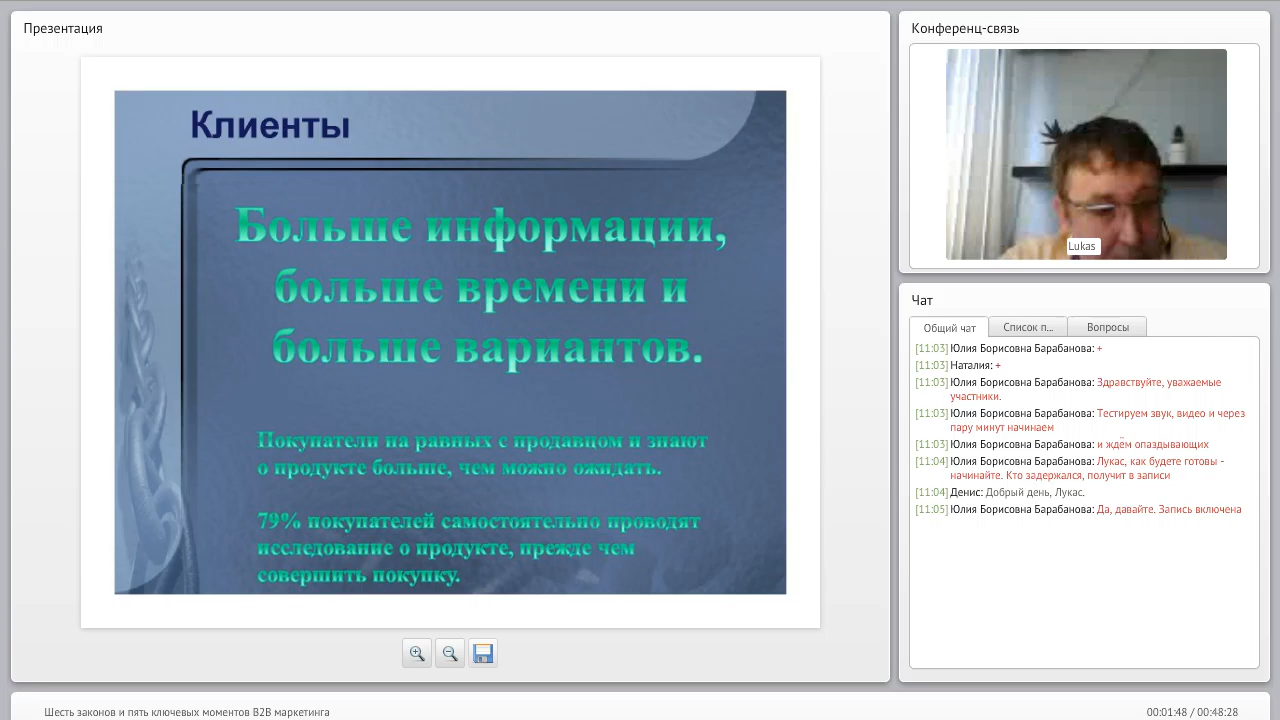 Презентация
Клиенты
Больше информации,
больше времени и
больше вариантов.
Покупатели на равных с продавцом и знают
о продукте больше, чем можно ожидать.
79% покупателей самостоятельно проводят
исследование о продукте, прежде чем
совершить покупку.
Конференц-связь
Lukas
Чат
Общий чат
Список п...
Вопросы
[11:03] Юлия Борисовна Барабанова: +
[11:03] Наталия: +
[11:03] Юлия Борисовна Барабанова: Здравствуйте, уважаемые
участники.
[11:03] Юлия Борисовна Барабанова: Тестируем звук, видео и через
пару минут начинаем
[11:03] Юлия Борисовна Барабанова: и ждём опаздывающих
[11:04] Юлия Борисовна Барабанова: Лукас, как будете готовы -
начинайте. Кто задержался, получит в записи
[11:04] Денис: Добрый день, Лукас.
[11:05] Юлия Борисовна Барабанова: Да, давайте. Запись включена
Шесть законов и пять ключевых моментов B2B маркетинга
00:01:48 / 00:48:28